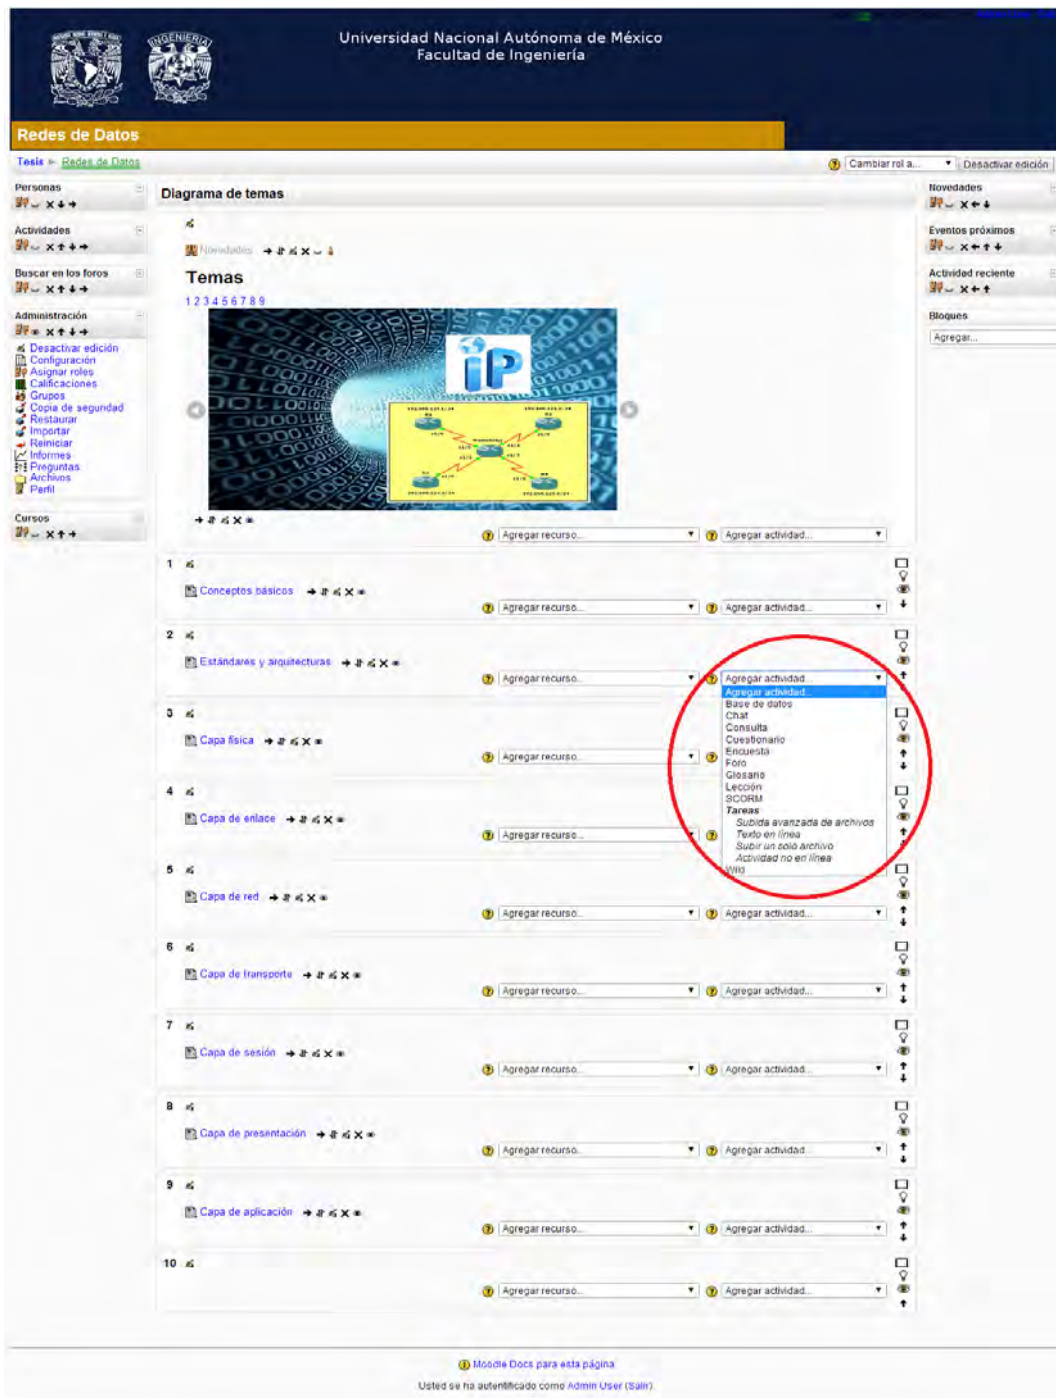 Universidad Nacional Autónoma de México
Facultad de Ingeniería
Redes de Datos
Tesis ► Redes de Datos
Cambiar rol a...
Desactivar edición
Personas
Actividades
Buscar en los foros
Administración
Desactivar edición
Configuración
Asignar roles
Calificaciones
Grupos
Copia de seguridad
Restaurar
Importar
Reiniciar
Informes
Preguntas
Archivos
Perfil
Cursos
Diagrama de temas
Novedades
Temas
1 2 3 4 5 6 7 8 9
iP
Agregar recurso...
Agregar actividad...
1
Conceptos básicos
Agregar recurso...
Agregar actividad...
2
Estándares y arquitecturas
Agregar recurso...
Agregar actividad...
Agregar actividad...
Base de datos
Chat
Consulta
Cuestionario
Encuesta
Foro
Glosario
Lección
SCORM
Tareas
Subida avanzada de archivos
Texto en línea
Subir un solo archivo
Actividad no en línea
Wiki
3
Capa física
Agregar recurso...
4
Capa de enlace
Agregar recurso...
5
Capa de red
Agregar recurso...
Agregar actividad...
6
Capa de transporte
Agregar recurso...
Agregar actividad...
7
Capa de sesión
Agregar recurso...
Agregar actividad...
8
Capa de presentación
Agregar recurso...
Agregar actividad...
9
Capa de aplicación
Agregar recurso...
Agregar actividad...
10
Agregar recurso...
Agregar actividad...
Novedades
Eventos próximos
Actividad reciente
Bloques
Agregar...
Moodle Docs para esta página
Usted se ha autentificado como Admin User (Salir)